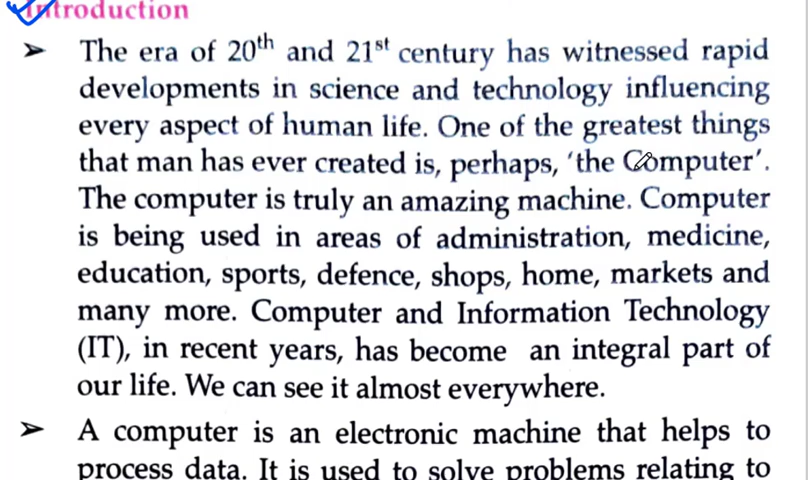 Introduction
➢ The era of 20th and 21st century has witnessed rapid
developments in science and technology influencing
every aspect of human life. One of the greatest things
that man has ever created is, perhaps, 'the Computer'.
The computer is truly an amazing machine. Computer
is being used in areas of administration, medicine,
education, sports, defence, shops, home, markets and
many more. Computer and Information Technology
(IT), in recent years, has become an integral part of
our life. We can see it almost everywhere.
➢ A computer is an electronic machine that helps to
process data. It is used to solve problems relating to